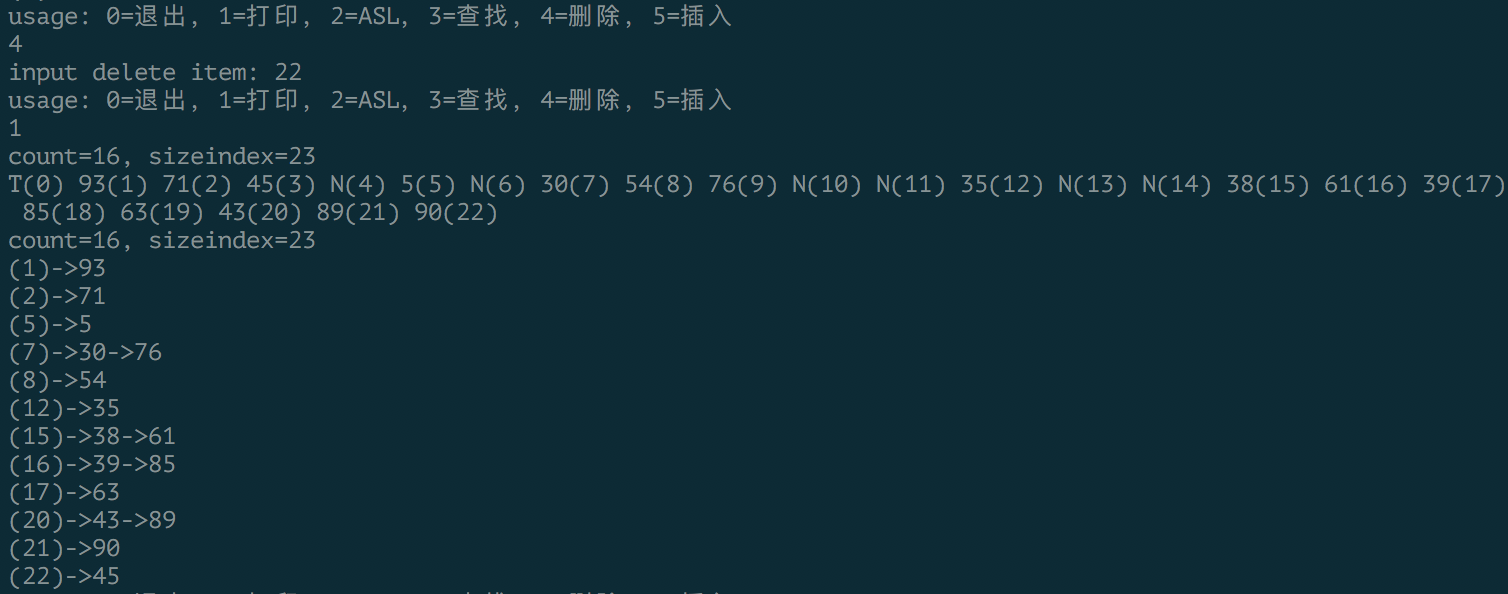 usage: 0=退出, 1=打印, 2=ASL, 3=查找, 4=删除, 5=插入
4
input delete item: 22
usage: 0=退出, 1=打印, 2=ASL, 3=查找, 4=删除, 5=插入
1
count=16, sizeindex=23
T(0) 93(1) 71(2) 45(3) N(4) 5(5) N(6) 30(7) 54(8) 76(9) N(10) N(11) 35(12) N(13) N(14) 38(15) 61(16) 39(17)
85(18) 63(19) 43(20) 89(21) 90(22)
count=16, sizeindex=23
(1)->93
(2)->71
(5)->5
(7)->30->76
(8)->54
(12)->35
(15)->38->61
(16)->39->85
(17)->63
(20)->43->89
(21)->90
(22)->45